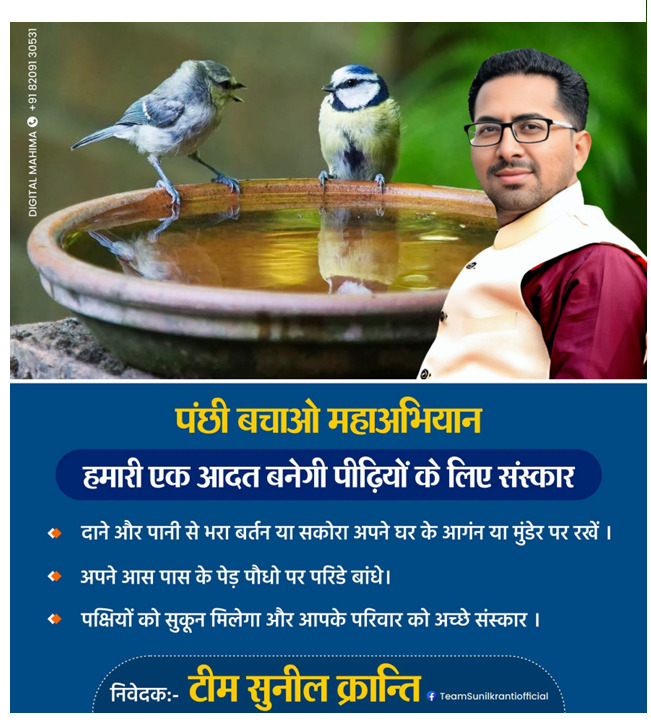 DIGITAL MAHIMA +91 82091 30531
पंछी बचाओ महाअभियान
हमारी एक आदत बनेगी पीढ़ियों के लिए संस्कार
दाने और पानी से भरा बर्तन या सकोरा अपने घर के आगंन या मुंडेर पर रखें ।
अपने आस पास के पेड़ पौधो पर परिडे बांधे।
पक्षियों को सुकून मिलेगा और आपके परिवार को अच्छे संस्कार ।
निवेदक:- टीम सुनील क्रान्ति TeamSunilkrantiofficial